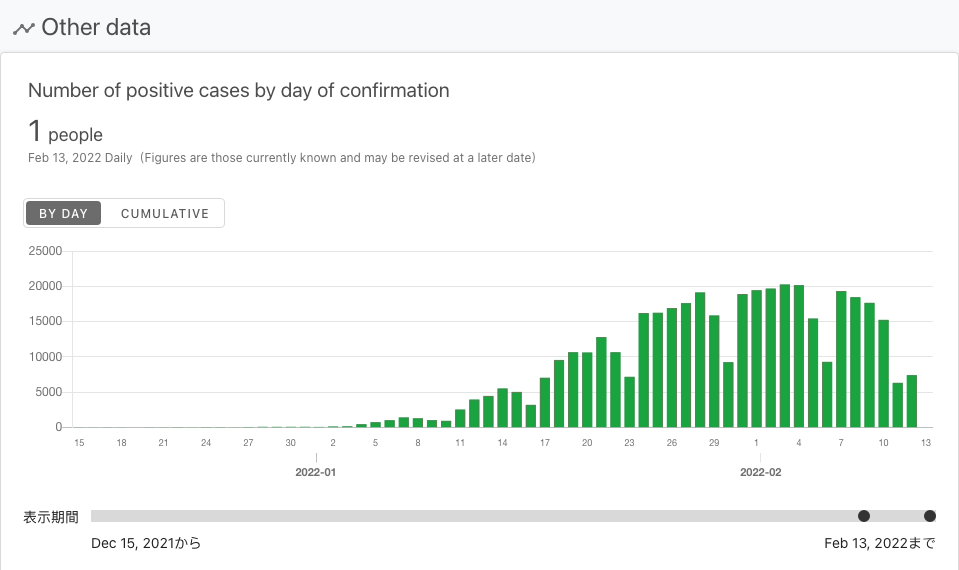 Other data
Number of positive cases by day of confirmation
1 people
Feb 13, 2022 Daily (Figures are those currently known and may be revised at a later date)
BY DAY CUMULATIVE
25000
20000
15000
10000
5000
0
15 18 21 24 27 30 2 5 8 11 14 17 20 23 26 29 1 4 7 10 13
2022-01 2022-02
表示期間
Dec 15, 2021から Feb 13, 2022まで